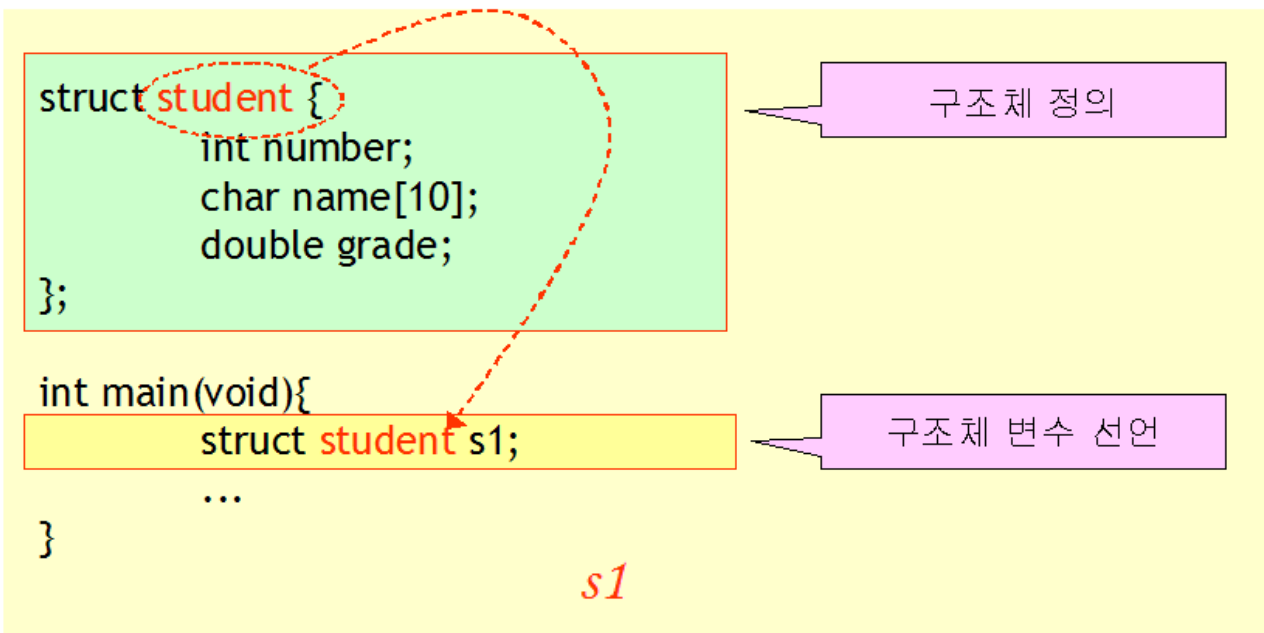 struct student {
int number;
char name[10];
double grade;
};
구조체 정의
int main(void){
struct student s1;
...
}
구조체 변수 선언
s1